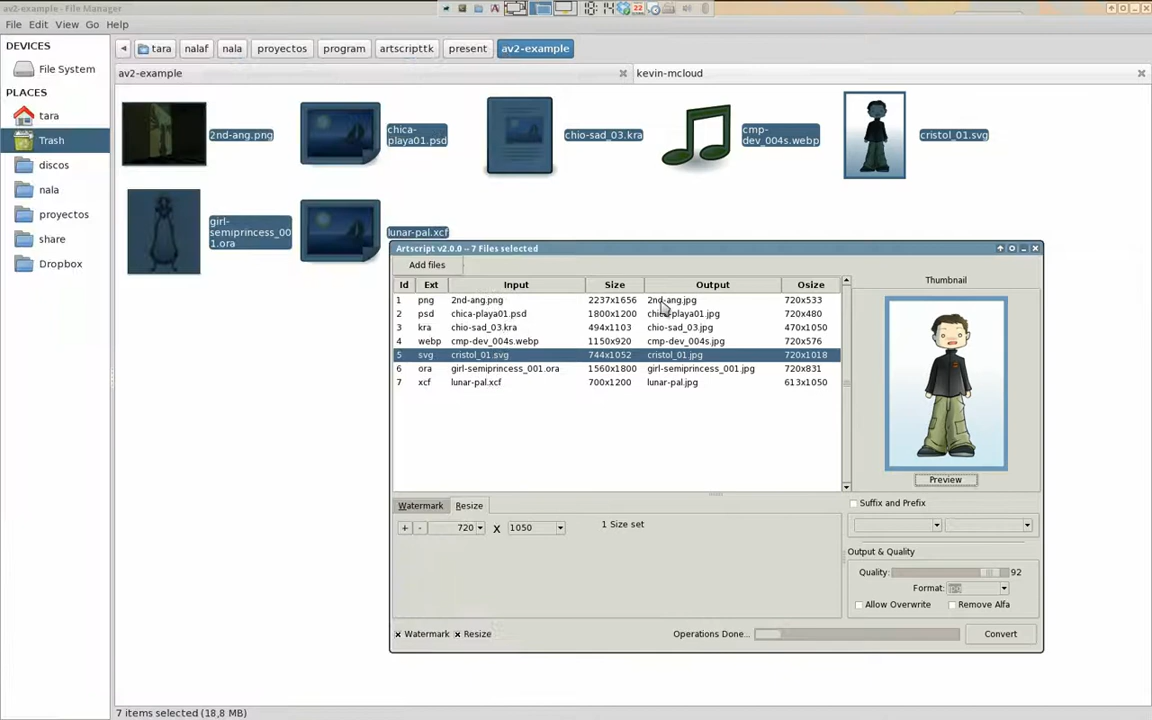 av2-example - File Manager
18:14 22
File Edit View Go Help
DEVICES
File System
PLACES
tara
Trash
discos
nala
proyectos
share
Dropbox
tara nalaf nala proyectos program artscripttk present av2-example
av2-example kevin-mcloud
2nd-ang.png
chica-
playa01.psd
chio-sad_03.kra
cmp-
dev_004s.webp
cristol_01.svg
girl-
semiprincess_00
1.ora
lunar-pal.xcf
Artscript v2.0.0 -- 7 Files selected
Add files
Id Ext Input Size Output Osize
1 png 2nd-ang.png 2237x1656 2nd-ang.jpg 720x533
2 psd chica-playa01.psd 1800x1200 chica-playa01.jpg 720x480
3 kra chio-sad_03.kra 494x1103 chio-sad_03.jpg 470x1050
4 webp cmp-dev_004s.webp 1150x920 cmp-dev_004s.jpg 720x576
5 svg cristol_01.svg 744x1052 cristol_01.jpg 720x1018
6 ora girl-semiprincess_001.ora 1560x1800 girl-semiprincess_001.jpg 720x831
7 xcf lunar-pal.xcf 700x1200 lunar-pal.jpg 613x1050
Thumbnail
Preview
Watermark Resize
+ - 720 X 1050 1 Size set
Suffix and Prefix
Output & Quality
Quality: 92
Format:
Allow Overwrite Remove Alfa
Watermark Resize
Operations Done...
Convert
7 items selected (18,8 MB)